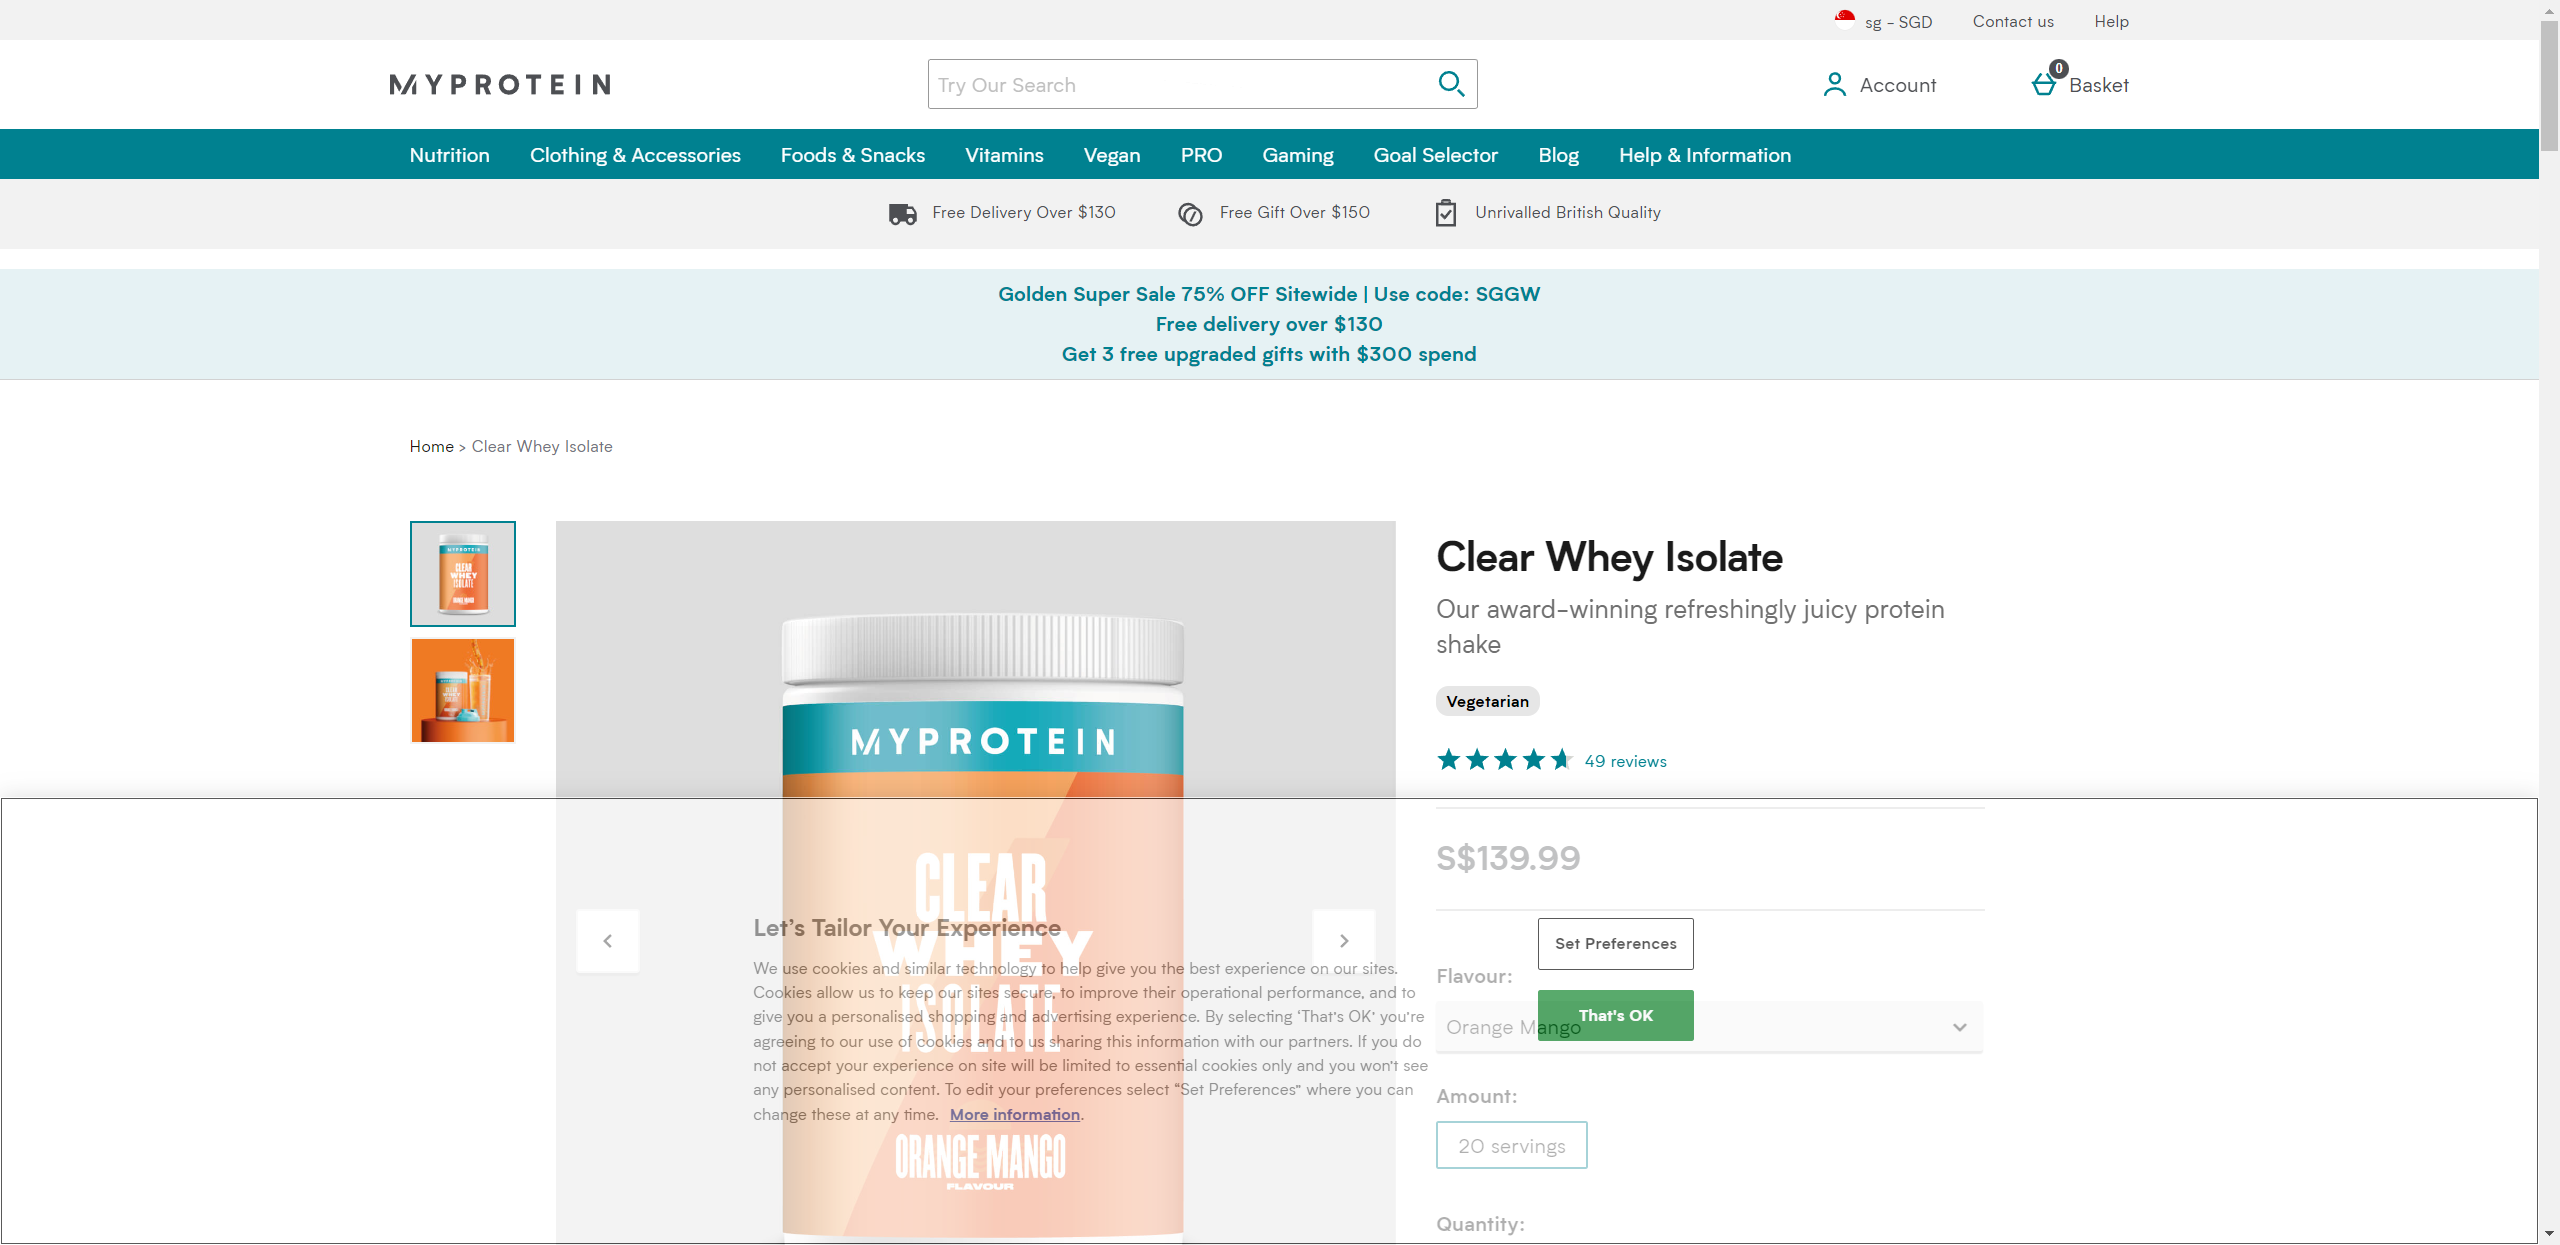 sg - SGD
Contact us
Help
MYPROTEIN
Try Our Search
Account
0
Basket
Nutrition
Clothing & Accessories
Foods & Snacks
Vitamins
Vegan
PRO
Gaming
Goal Selector
Blog
Help & Information
Free Delivery Over $130
Free Gift Over $150
Unrivalled British Quality
Golden Super Sale 75% OFF Sitewide | Use code: SGGW
Free delivery over $130
Get 3 free upgraded gifts with $300 spend
Home > Clear Whey Isolate
MYPROTEIN
CLEAR
WHEY
ISOLATE
ORANGE MANGO
MYPROTEIN
CLEAR
WHEY
ISOLATE
ORANGE MANGO
FLAVOUR
Clear Whey Isolate
Our award-winning refreshingly juicy protein
shake
Vegetarian
49 reviews
S$139.99
Flavour:
Orange Mango
Amount:
20 servings
Quantity:
Let's Tailor Your Experience
We use cookies and similar technology to help give you the best experience on our sites.
Cookies allow us to keep our sites secure, to improve their operational performance, and to
give you a personalised shopping and advertising experience. By selecting 'That's OK' you're
agreeing to our use of cookies and to us sharing this information with our partners. If you do
not accept your experience on site will be limited to essential cookies only and you won't see
any personalised content. To edit your preferences select "Set Preferences" where you can
change these at any time. More information.
Set Preferences
That's OK